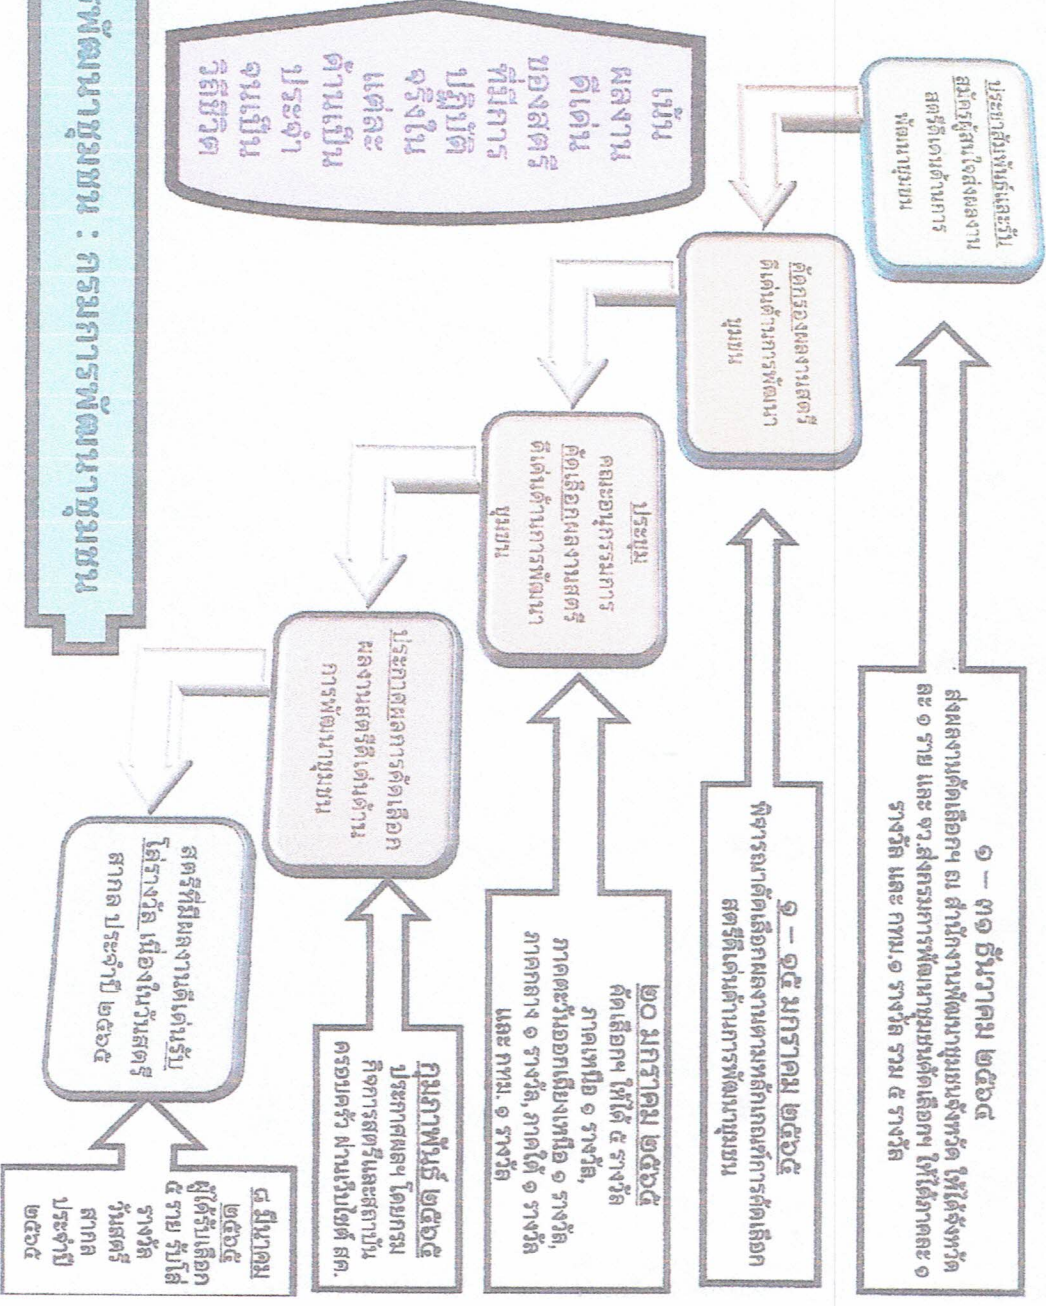 รพัฒนาชุมชน : กรมการพัฒนาชุมชน
เน้น
ผลงาน
ดีเด่น
ของสตรี
ที่มีการ
ปฏิบัติ
จริงใน
แต่ละ
ด้านเป็น
ประจำ
จนเป็น
วิถีชีวิต
ประชาสัมพันธ์และรับ
สมัครผู้สนใจส่งผลงาน
สตรีดีเด่นด้านการ
พัฒนาชุมชน
๑ – ๓๑ ธันวาคม ๒๕๖๔
ส่งผลงานคัดเลือกฯ ณ สำนักงานพัฒนาชุมชนจังหวัด ให้ได้จังหวัด
ละ ๑ ราย และ จว.ส่งกรมการพัฒนาชุมชนคัดเลือกฯ ให้ได้ภาคละ ๑
รางวัล และ กทม.๑ รางวัล รวม ๕ รางวัล
คัดกรองผลงานสตรี
ดีเด่นด้านการพัฒนา
ชุมชน
๑ – ๑๕ มกราคม ๒๕๖๕
พิจารณาคัดเลือกผลงานตามหลักเกณฑ์การคัดเลือก
สตรีดีเด่นด้านการพัฒนาชุมชน
ประชุม
คณะอนุกรรมการ
คัดเลือกผลงานสตรี
ดีเด่นด้านการพัฒนา
ชุมชน
๒๐ มกราคม ๒๕๖๕
คัดเลือกฯ ให้ได้ ๕ รางวัล
ภาคเหนือ ๑ รางวัล,
ภาคตะวันออกเฉียงเหนือ ๑ รางวัล,
ภาคกลาง ๑ รางวัล, ภาคใต้ ๑ รางวัล
และ กทม. ๑ รางวัล
ประกาศผลการคัดเลือก
ผลงานสตรีดีเด่นด้าน
การพัฒนาชุมชน
กุมภาพันธ์ ๒๕๖๕
ประกาศผลฯ โดยกรม
กิจการสตรีและสถาบัน
ครอบครัว ผ่านเว็บไซต์ สค.
สตรีที่มีผลงานดีเด่นรับ
โล่รางวัล เนื่องในวันสตรี
สากล ประจำปี ๒๕๖๕
๘ มีนาคม
๒๕๖๕
ผู้ได้รับเลือก
๕ ราย รับโล่
รางวัล
วันสตรี
สากล
ประจำปี
๒๕๖๕